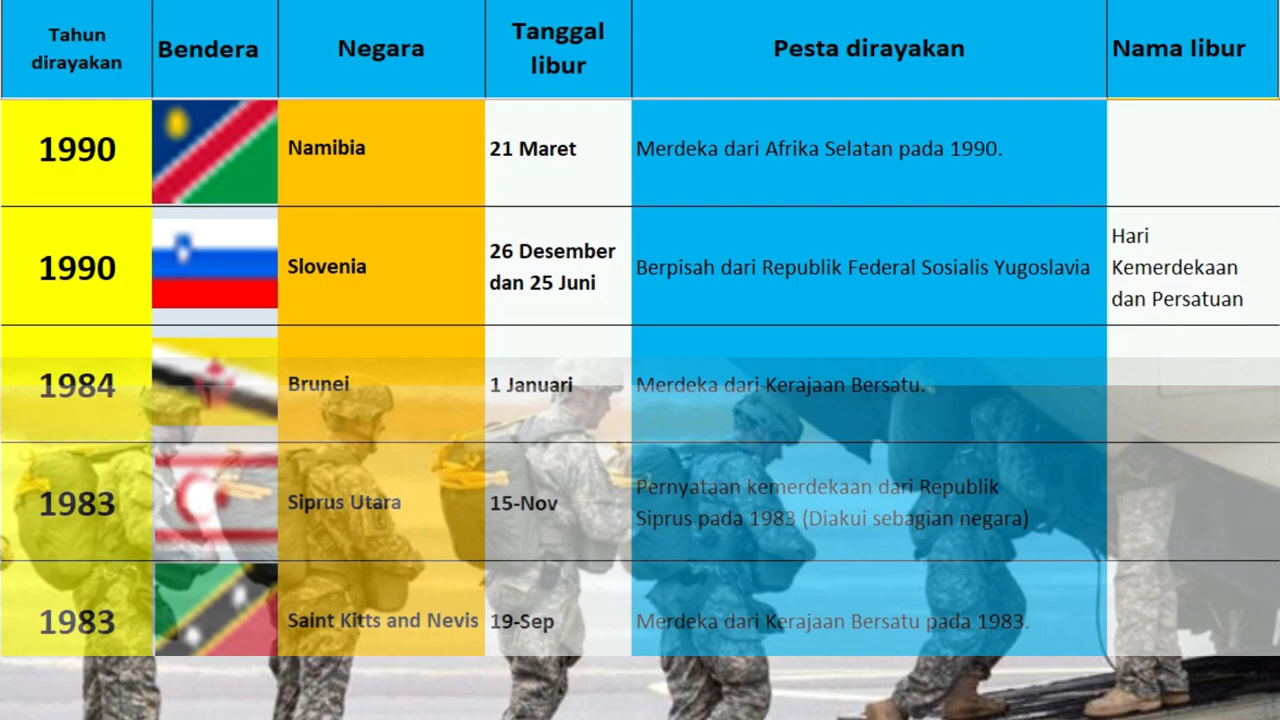 Tahun
dirayakan
Bendera
Negara
Tanggal
libur
Pesta dirayakan
Nama libur
1990
Namibia
21 Maret
Merdeka dari Afrika Selatan pada 1990.
1990
Slovenia
26 Desember
dan 25 Juni
Berpisah dari Republik Federal Sosialis Yugoslavia
Hari
Kemerdekaan
dan Persatuan
1984
Brunei
1 Januari
Merdeka dari Kerajaan Bersatu.
1983
Siprus Utara
15-Nov
Pernyataan kemerdekaan dari Republik
Siprus pada 1983 (Diakui sebagian negara)
1983
Saint Kitts and Nevis
19-Sep
Merdeka dari Kerajaan Bersatu pada 1983.